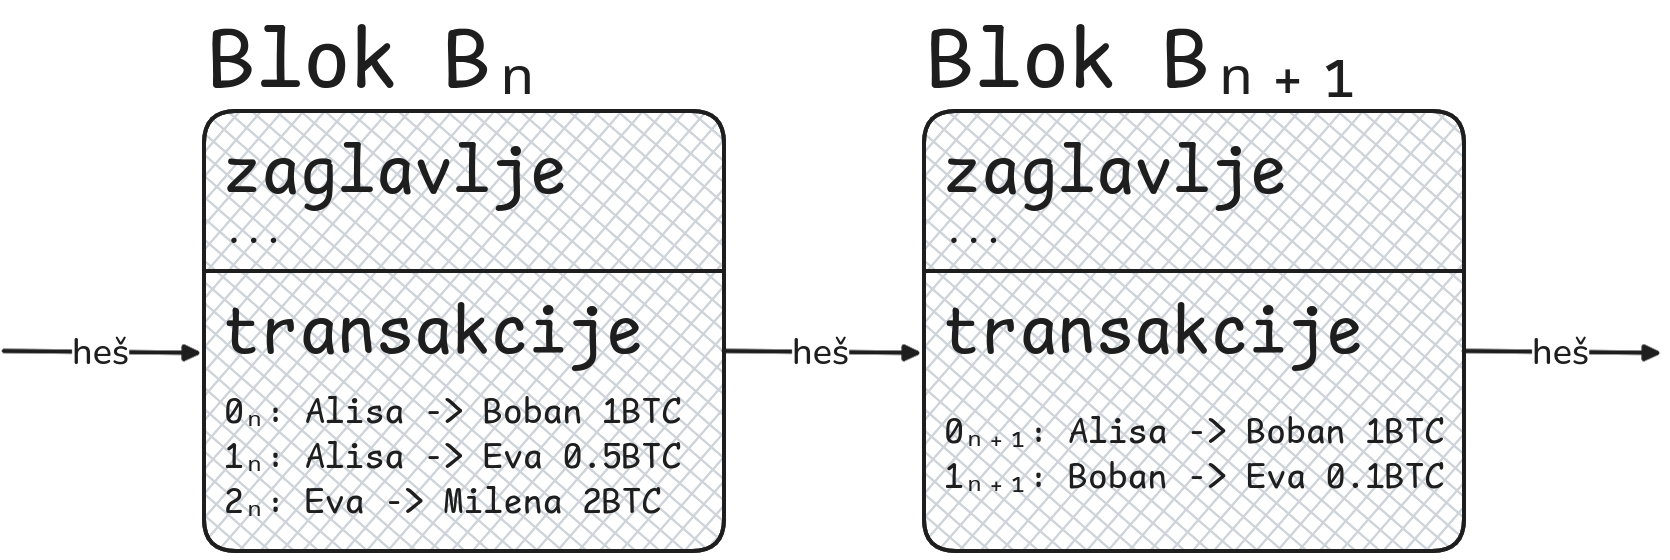 Blok Bₙ
zaglavlje
...
transakcije
0ₙ: Alisa -> Boban 1BTC
1ₙ: Alisa -> Eva 0.5BTC
2ₙ: Eva -> Milena 2BTC
Blok Bₙ ₊ ₁
zaglavlje
...
transakcije
0ₙ ₊ ₁: Alisa -> Boban 1BTC
1ₙ ₊ ₁: Boban -> Eva 0.1BTC
heš
heš
heš